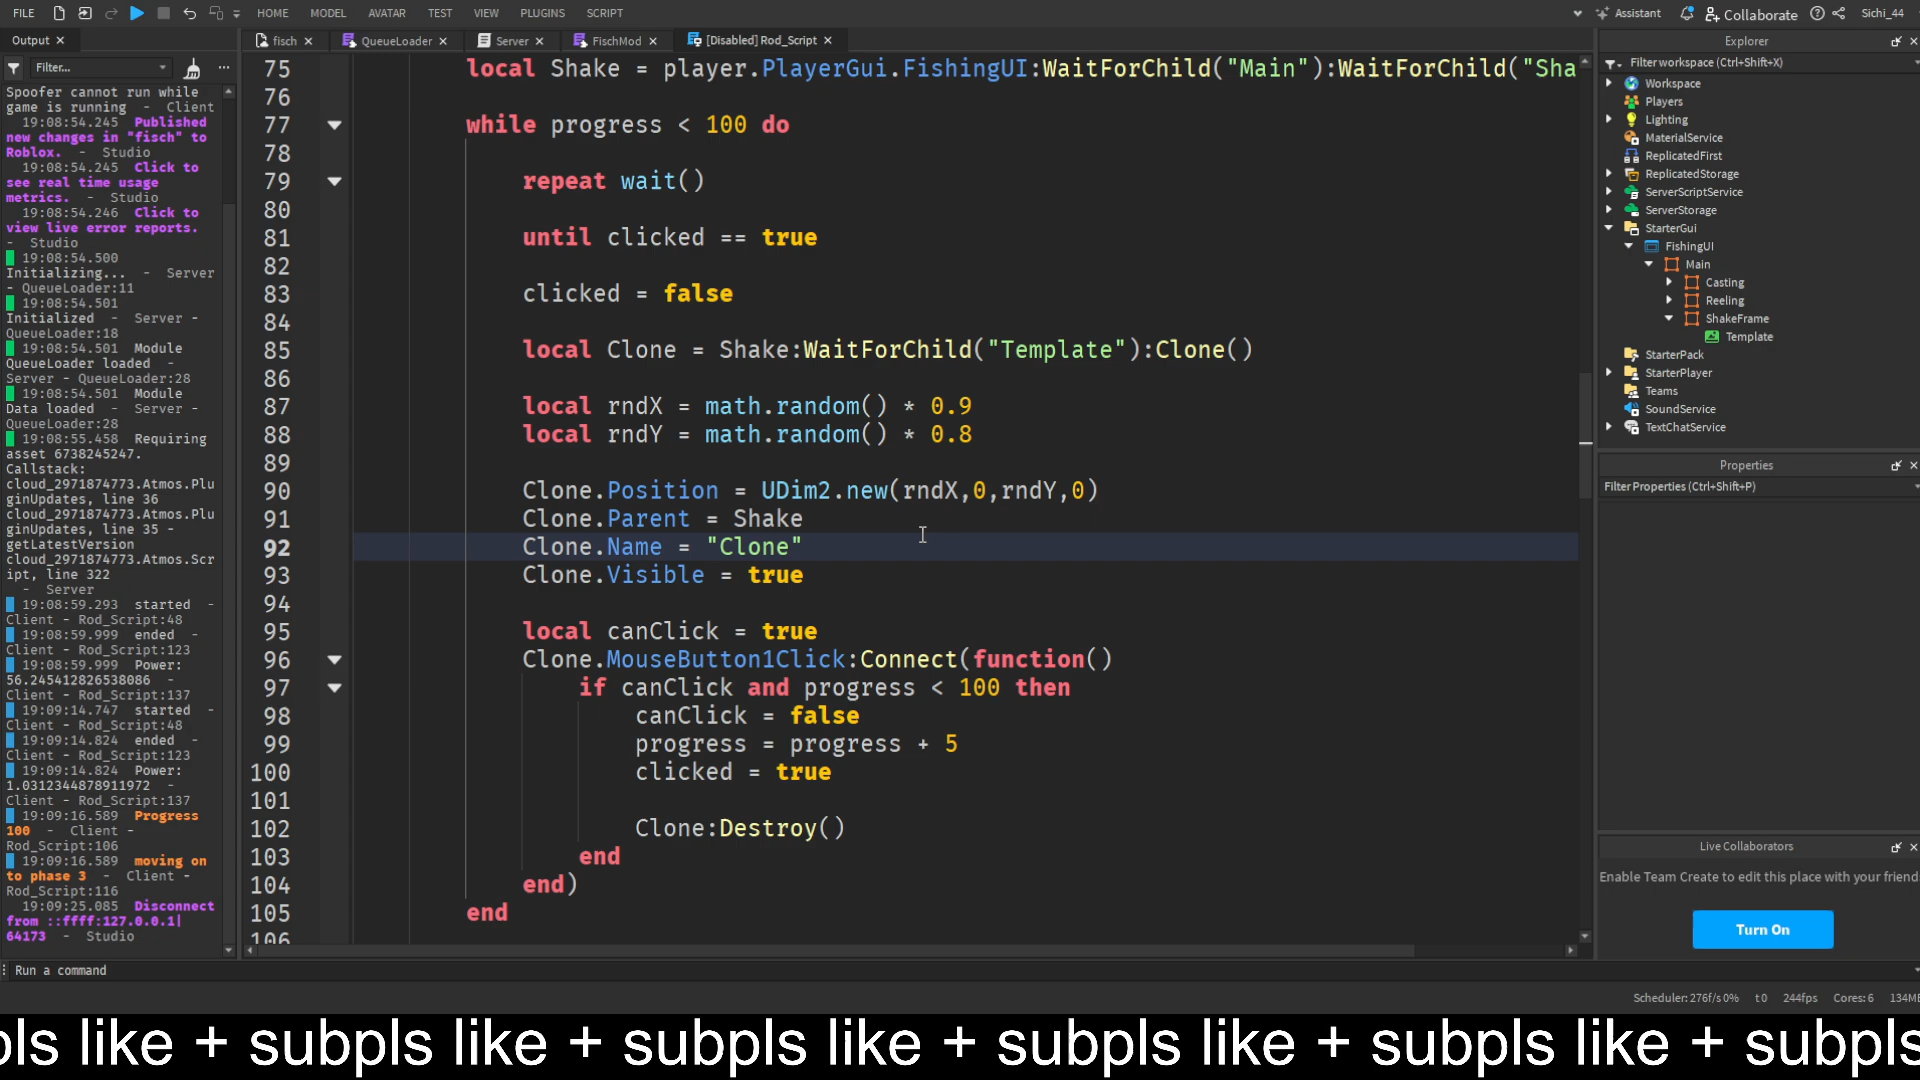 FILE HOME MODEL AVATAR TEST VIEW PLUGINS SCRIPT Assistant Collaborate Sichi_44
Output fisch QueueLoader Server FischMod [Disabled] Rod_Script Explorer
Filter...
Spoofer cannot run while
game is running - Client
19:08:54.245 Published
new changes in "fisch" to
Roblox. - Studio
19:08:54.245 Click to
see real time usage
metrics. - Studio
19:08:54.246 Click to
view live error reports.
- Studio
19:08:54.500
Initializing... - Server
- QueueLoader:11
19:08:54.501
Initialized - Server -
QueueLoader:18
19:08:54.501 Module
QueueLoader loaded -
Server - QueueLoader:28
19:08:54.501 Module
Data loaded - Server -
QueueLoader:28
19:08:55.458 Requiring
asset 6738245247.
Callstack:
cloud_2971874773.Atmos.Plu
ginUpdates, line 36
cloud_2971874773.Atmos.Plu
ginUpdates, line 35 -
getLatestVersion
cloud_2971874773.Atmos.Scr
ipt, line 322
- Server
19:08:59.293 started -
Client - Rod_Script:48
19:08:59.999 ended -
Client - Rod_Script:123
19:08:59.999 Power:
56.245412826538086 -
Client - Rod_Script:137
19:09:14.747 started -
Client - Rod_Script:48
19:09:14.824 ended -
Client - Rod_Script:123
19:09:14.824 Power:
1.0312344878911972 -
Client - Rod_Script:137
19:09:16.589 Progress
100 - Client -
Rod_Script:106
19:09:16.589 moving on
to phase 3 - Client -
Rod_Script:116
19:09:25.085 Disconnect
from ::ffff:127.0.0.1|
64173 - Studio
75 local Shake = player.PlayerGui.FishingUI:WaitForChild("Main"):WaitForChild("Sha
76
77 while progress < 100 do
78
79 repeat wait()
80
81 until clicked == true
82
83 clicked = false
84
85 local Clone = Shake:WaitForChild("Template"):Clone()
86
87 local rndX = math.random() * 0.9
88 local rndY = math.random() * 0.8
89
90 Clone.Position = UDim2.new(rndX,0,rndY,0)
91 Clone.Parent = Shake
92 Clone.Name = "Clone"
93 Clone.Visible = true
94
95 local canClick = true
96 Clone.MouseButton1Click:Connect(function()
97 if canClick and progress < 100 then
98 canClick = false
99 progress = progress + 5
100 clicked = true
101
102 Clone:Destroy()
103 end
104 end)
105 end
106
Filter workspace (Ctrl+Shift+X)
Workspace
Players
Lighting
MaterialService
ReplicatedFirst
ReplicatedStorage
ServerScriptService
ServerStorage
StarterGui
FishingUI
Main
Casting
Reeling
ShakeFrame
Template
StarterPack
StarterPlayer
Teams
SoundService
TextChatService
Properties
Filter Properties (Ctrl+Shift+P)
Live Collaborators
Enable Team Create to edit this place with your friend
Turn On
Run a command
Scheduler: 276f/s 0% t0 244fps Cores: 6 134MB
pls like + subpls like + subpls like + subpls like + subpls like + subpls